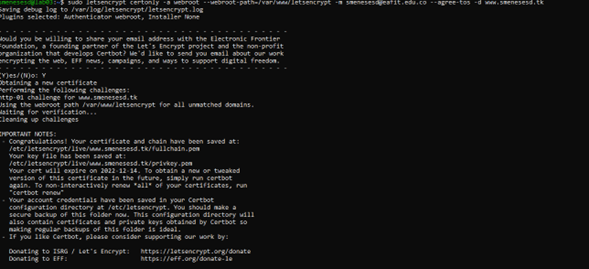 smenesesd@lab03:~$ sudo letsencrypt certonly -a webroot --webroot-path=/var/www/letsencrypt -m smenesesd@eafit.edu.co --agree-tos -d www.smenesesd.tk
Saving debug log to /var/log/letsencrypt/letsencrypt.log
Plugins selected: Authenticator webroot, Installer None
- - - - - - - - - - - - - - - - - - - - - - - - - - - - - - - - - - - - - - - -
Would you be willing to share your email address with the Electronic Frontier
Foundation, a founding partner of the Let's Encrypt project and the non-profit
organization that develops Certbot? We'd like to send you email about our work
encrypting the web, EFF news, campaigns, and ways to support digital freedom.
- - - - - - - - - - - - - - - - - - - - - - - - - - - - - - - - - - - - - - - -
(Y)es/(N)o: Y
Obtaining a new certificate
Performing the following challenges:
http-01 challenge for www.smenesesd.tk
Using the webroot path /var/www/letsencrypt for all unmatched domains.
Waiting for verification...
Cleaning up challenges
IMPORTANT NOTES:
- Congratulations! Your certificate and chain have been saved at:
/etc/letsencrypt/live/www.smenesesd.tk/fullchain.pem
Your key file has been saved at:
/etc/letsencrypt/live/www.smenesesd.tk/privkey.pem
Your cert will expire on 2022-12-14. To obtain a new or tweaked
version of this certificate in the future, simply run certbot
again. To non-interactively renew *all* of your certificates, run
"certbot renew"
- Your account credentials have been saved in your Certbot
configuration directory at /etc/letsencrypt. You should make a
secure backup of this folder now. This configuration directory will
also contain certificates and private keys obtained by Certbot so
making regular backups of this folder is ideal.
- If you like Certbot, please consider supporting our work by:
Donating to ISRG / Let's Encrypt: https://letsencrypt.org/donate
Donating to EFF: https://eff.org/donate-le